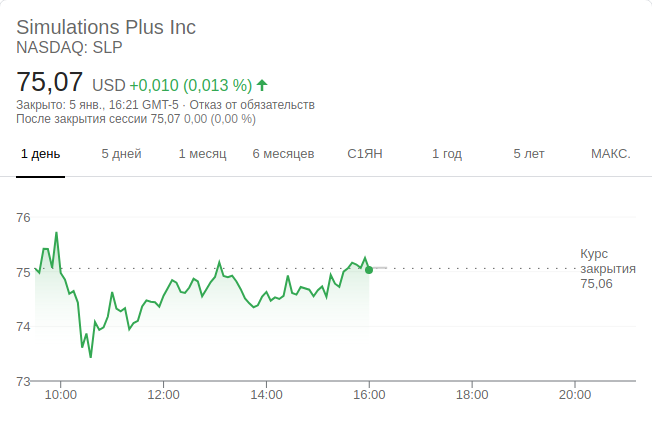 Simulations Plus Inc
NASDAQ: SLP
75,07 USD +0,010 (0,013 %)
Закрыто: 5 янв., 16:21 GMT-5 · Отказ от обязательств
После закрытия сессии 75,07 0,00 (0,00 %)
1 день 5 дней 1 месяц 6 месяцев С1ЯН 1 год 5 лет МАКС.
76
75
74
73
Курс
закрытия
75,06
10:00 12:00 14:00 16:00 18:00 20:00